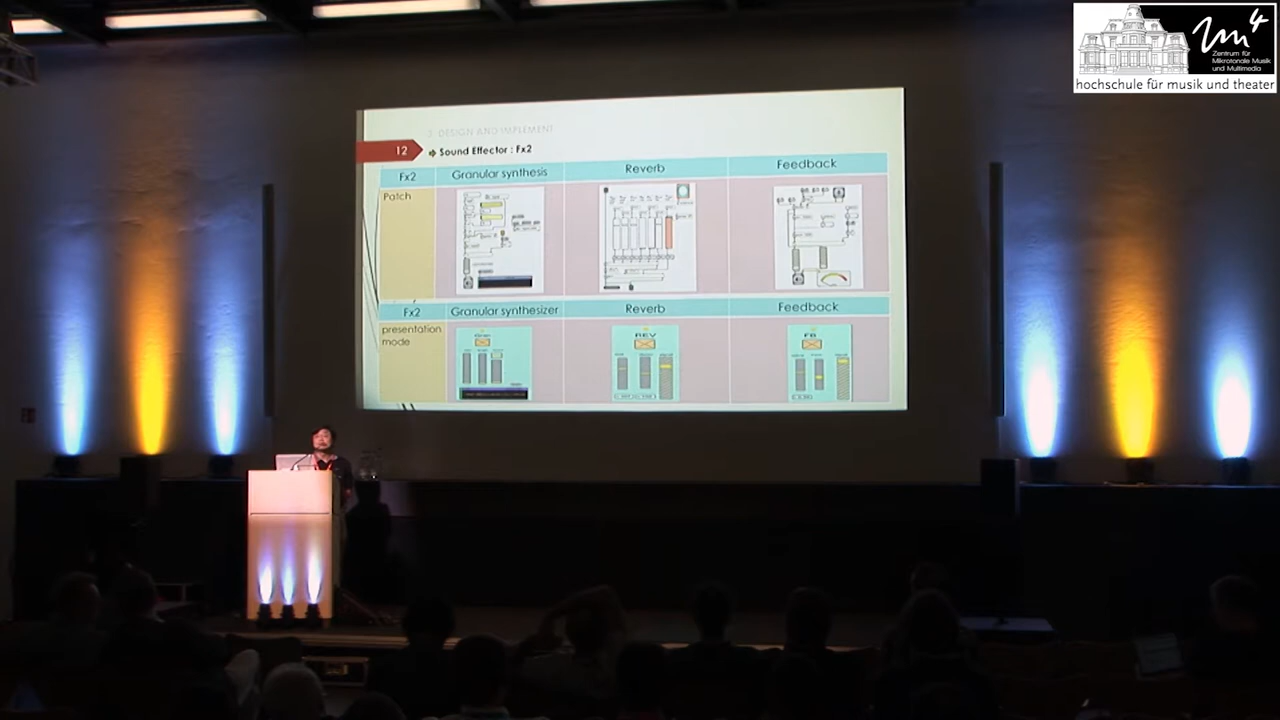 m4
Zentrum für
Mikrotonale Musik
und Multimedia
hochschule für musik und theater
DESIGN AND IMPLEMENT
12
Sound Effector : Fx2
Fx2 Granular synthesis Reverb Feedback
Patch
Fx2 Granular synthesizer Reverb Feedback
presentation
mode
REV
FB